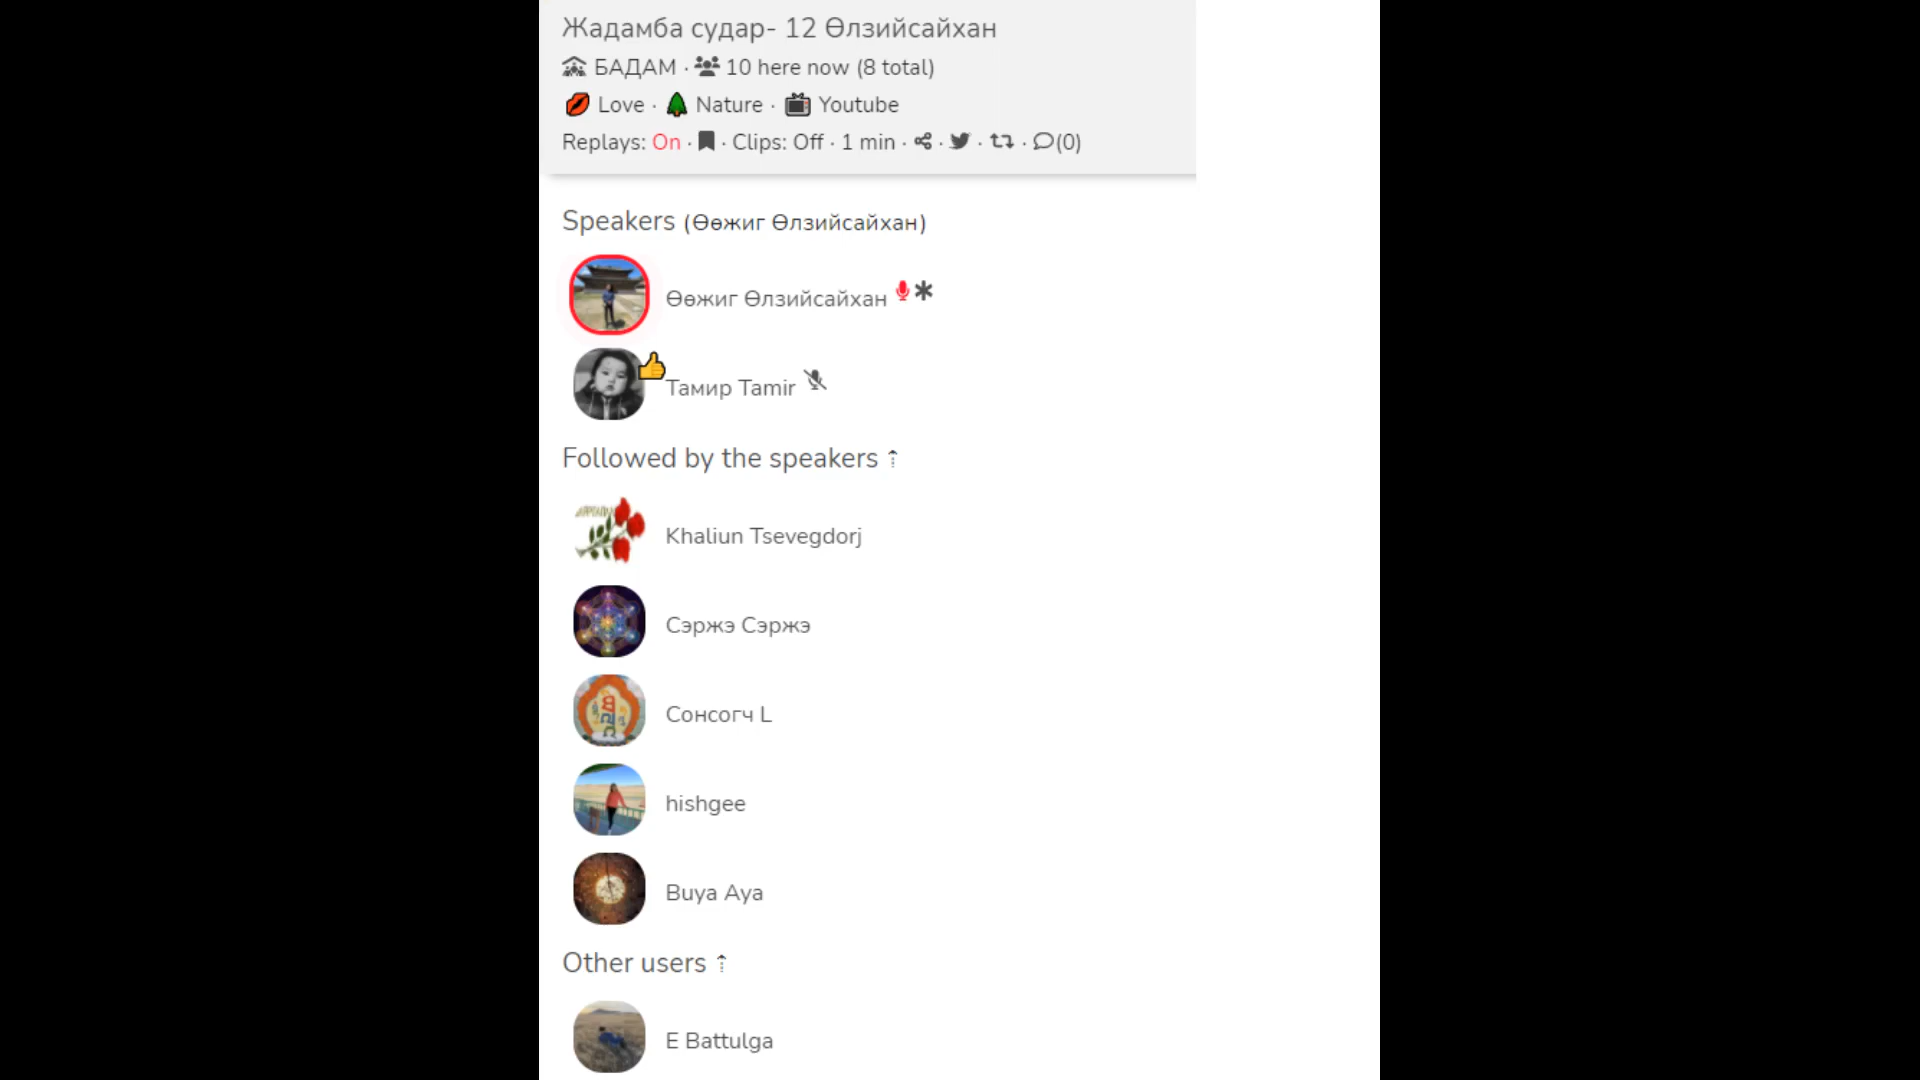 Жадамба судар- 12 Өлзийсайхан
БАДАМ · 10 here now (8 total)
Love · Nature · Youtube
Replays: On · Clips: Off · 1 min · (0)
Speakers (Өөжиг Өлзийсайхан)
Өөжиг Өлзийсайхан
Тамир Tamir
Followed by the speakers
Khaliun Tsevegdorj
Сэржэ Сэржэ
Сонсогч L
hishgee
Buya Aya
Other users
E Battulga